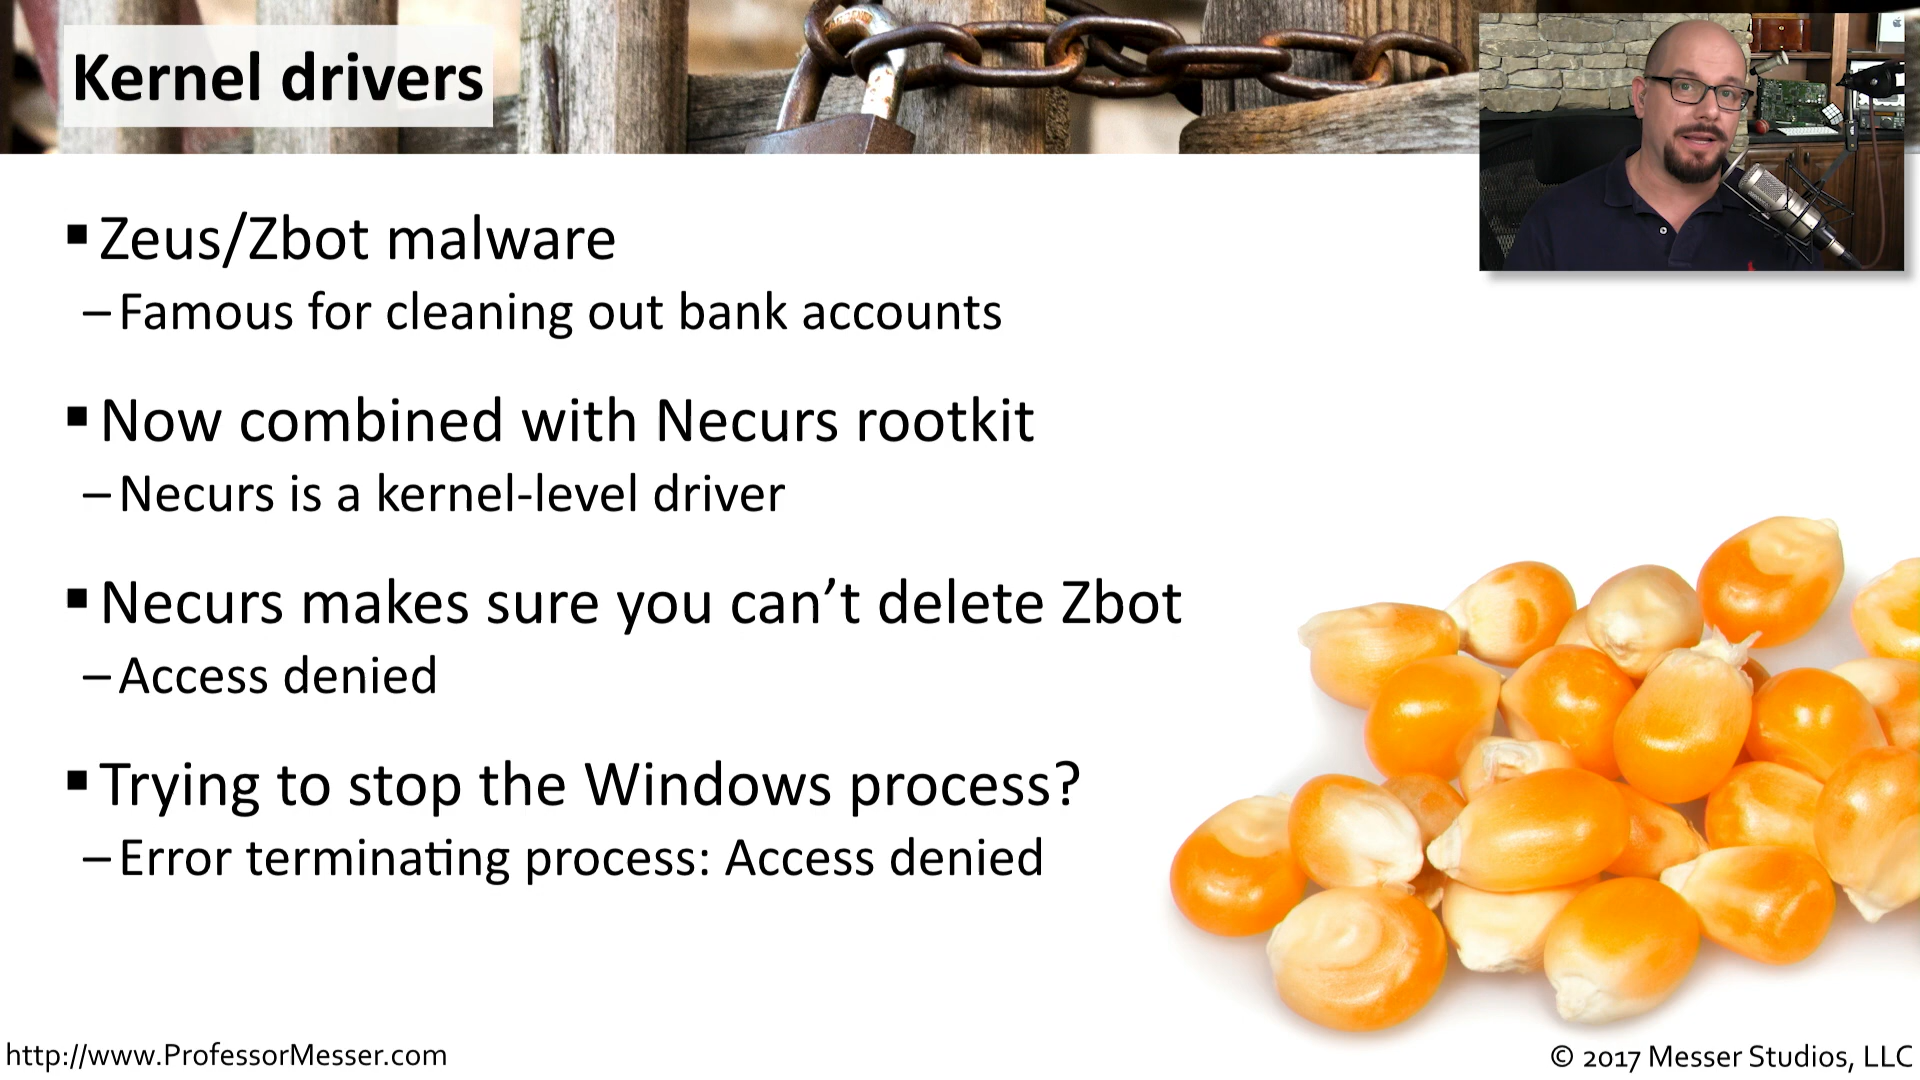 Kernel drivers
▪ Zeus/Zbot malware
– Famous for cleaning out bank accounts
▪ Now combined with Necurs rootkit
– Necurs is a kernel-level driver
▪ Necurs makes sure you can’t delete Zbot
– Access denied
▪ Trying to stop the Windows process?
– Error terminating process: Access denied
http://www.ProfessorMesser.com
© 2017 Messer Studios, LLC